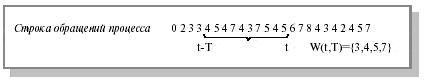 Строка обращений процесса 0 2 3 3 4 5 4 7 4 3 7 5 4 5 6 7 8 4 3 4 2 4 5 7
t-T t W(t,T)={3,4,5,7}